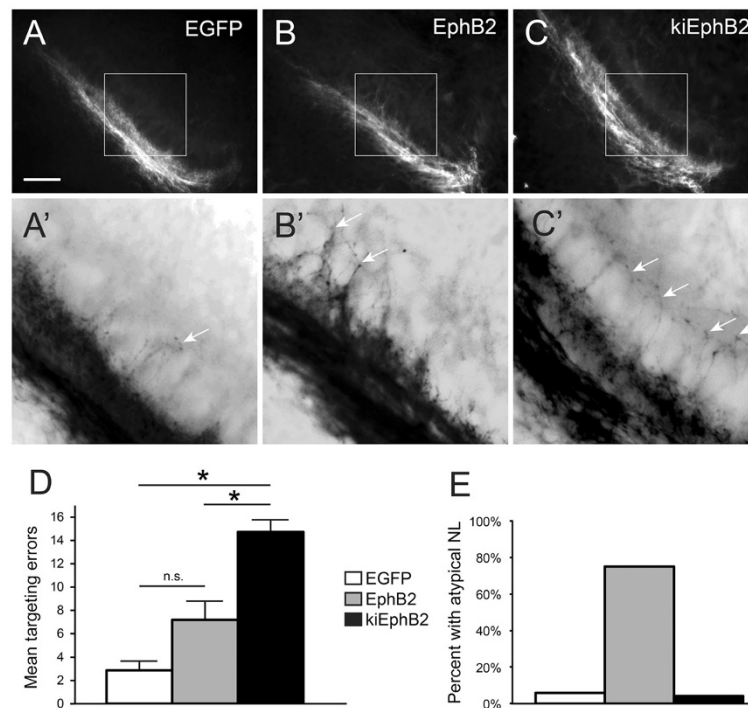 A EGFP
B EphB2
C kiEphB2
A'
B'
C'
D
Mean targeting errors
16
14
12
10
8
6
4
2
0
*
*
n.s.
EGFP
EphB2
kiEphB2
E
Percent with atypical NL
100%
80%
60%
40%
20%
0%